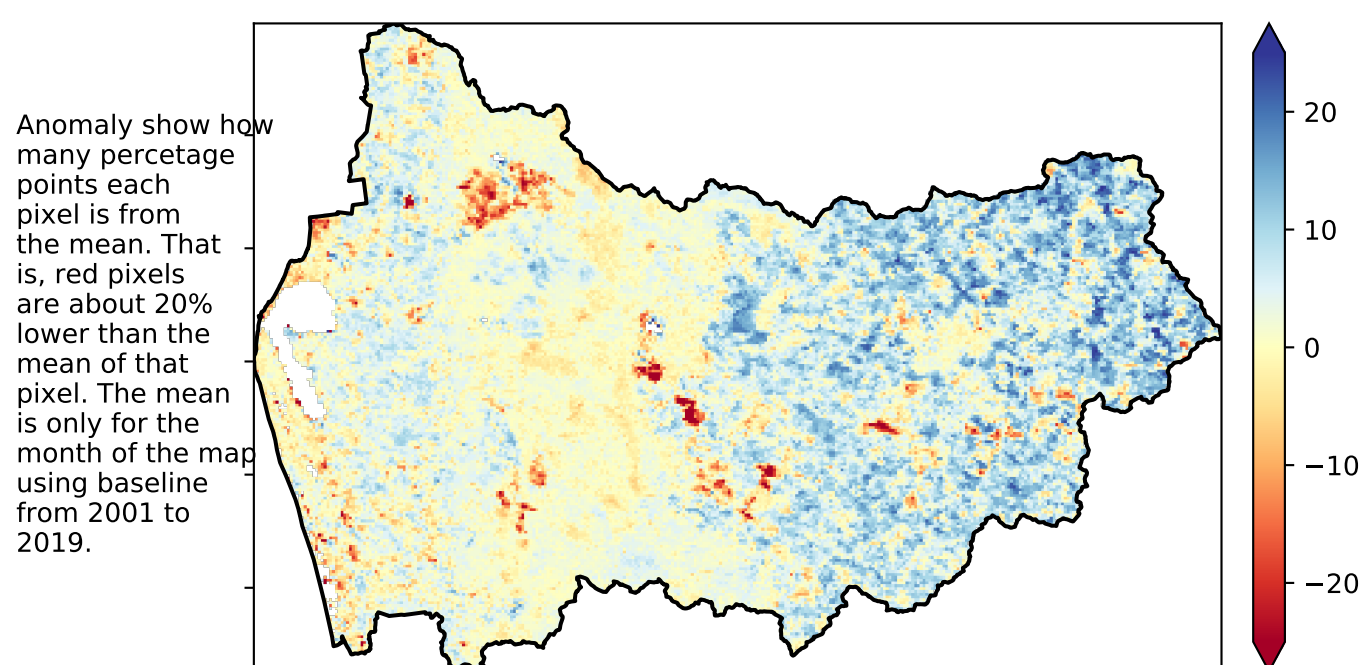 Anomaly show how
many percetage
points each
pixel is from
the mean. That
is, red pixels
are about 20%
lower than the
mean of that
pixel. The mean
is only for the
month of the map
using baseline
from 2001 to
2019.
20
10
0
−10
−20